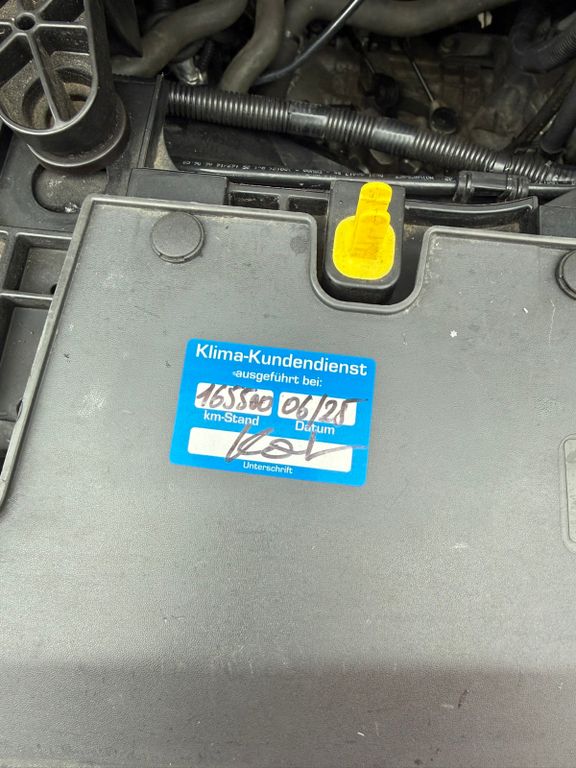 Klima-Kundendienst
ausgeführt bei:
165500 06/25
km-Stand Datum
Unterschrift